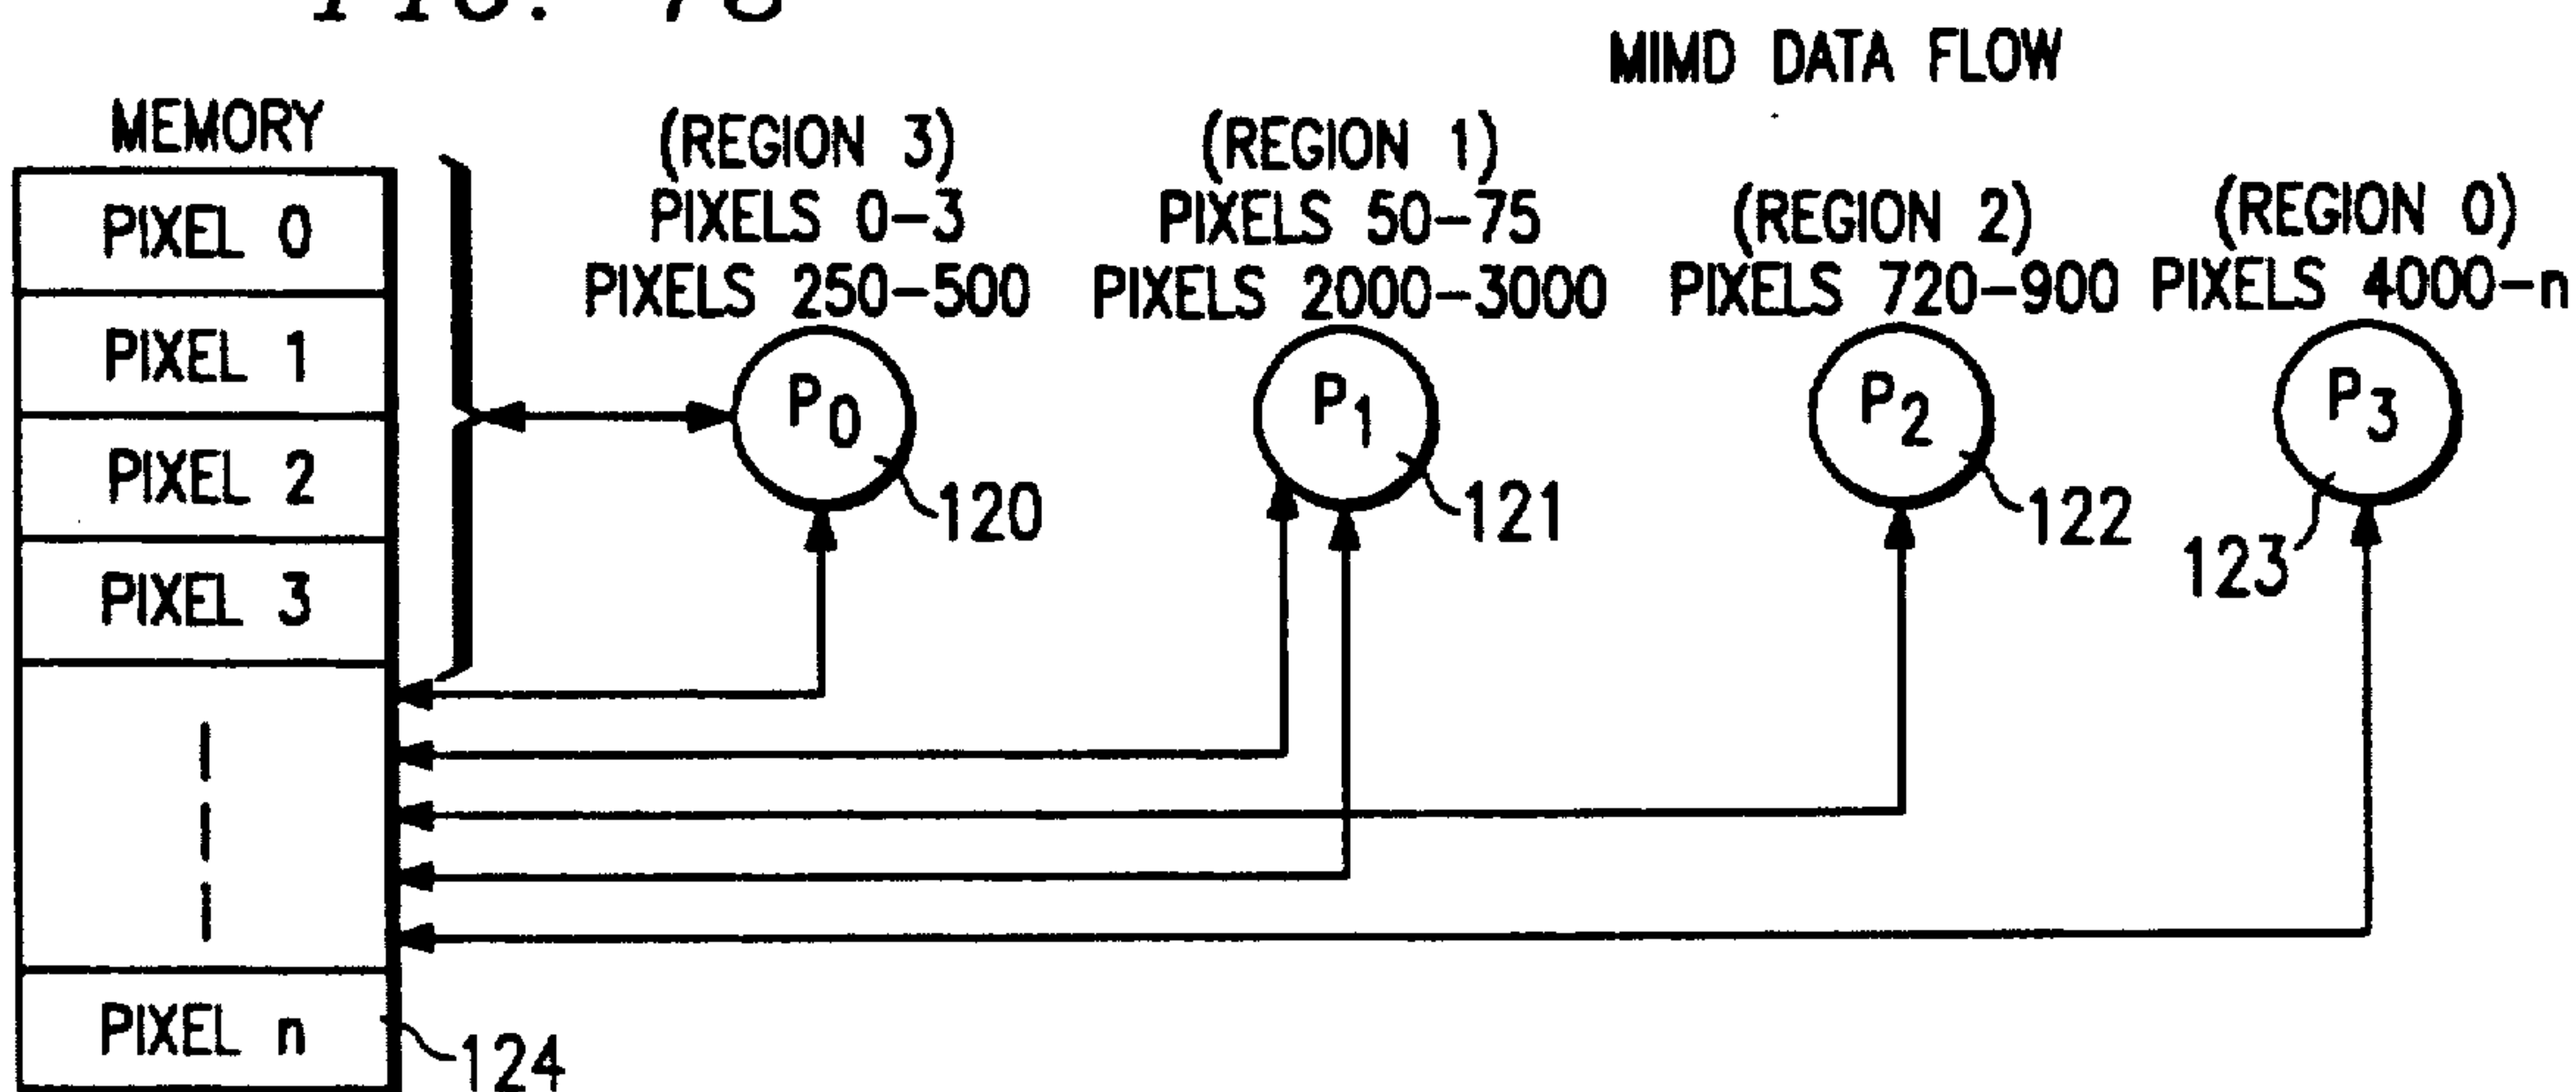 MIMD DATA FLOW
MEMORY
PIXEL 0
PIXEL 1
PIXEL 2
PIXEL 3
PIXEL n
124
(REGION 3)
PIXELS 0-3
PIXELS 250-500
P0
120
(REGION 1)
PIXELS 50-75
PIXELS 2000-3000
P1
121
(REGION 2)
PIXELS 720-900
P2
122
(REGION 0)
PIXELS 4000-n
P3
123